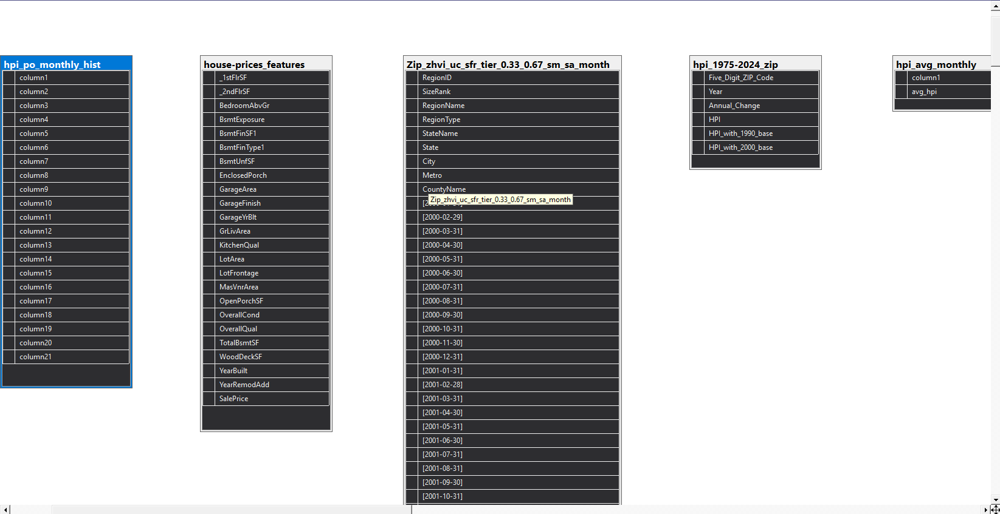 hpi_po_monthly_hist
column1
column2
column3
column4
column5
column6
column7
column8
column9
column10
column11
column12
column13
column14
column15
column16
column17
column18
column19
column20
column21
house-prices_features
_1stFlrSF
_2ndFlrSF
BedroomAbvGr
BsmtExposure
BsmtFinSF1
BsmtFinType1
BsmtUnfSF
EnclosedPorch
GarageArea
GarageFinish
GarageYrBlt
GrLivArea
KitchenQual
LotArea
LotFrontage
MasVnrArea
OpenPorchSF
OverallCond
OverallQual
TotalBsmtSF
WoodDeckSF
YearBuilt
YearRemodAdd
SalePrice
Zip_zhvi_uc_sfr_tier_0.33_0.67_sm_sa_month
RegionID
SizeRank
RegionName
RegionType
StateName
State
City
Metro
CountyName
Zip_zhvi_uc_sfr_tier_0.33_0.67_sm_sa_month
[2000-02-29]
[2000-03-31]
[2000-04-30]
[2000-05-31]
[2000-06-30]
[2000-07-31]
[2000-08-31]
[2000-09-30]
[2000-10-31]
[2000-11-30]
[2000-12-31]
[2001-01-31]
[2001-02-28]
[2001-03-31]
[2001-04-30]
[2001-05-31]
[2001-06-30]
[2001-07-31]
[2001-08-31]
[2001-09-30]
[2001-10-31]
hpi_1975-2024_zip
Five_Digit_ZIP_Code
Year
Annual_Change
HPI
HPI_with_1990_base
HPI_with_2000_base
hpi_avg_monthly
column1
avg_hpi